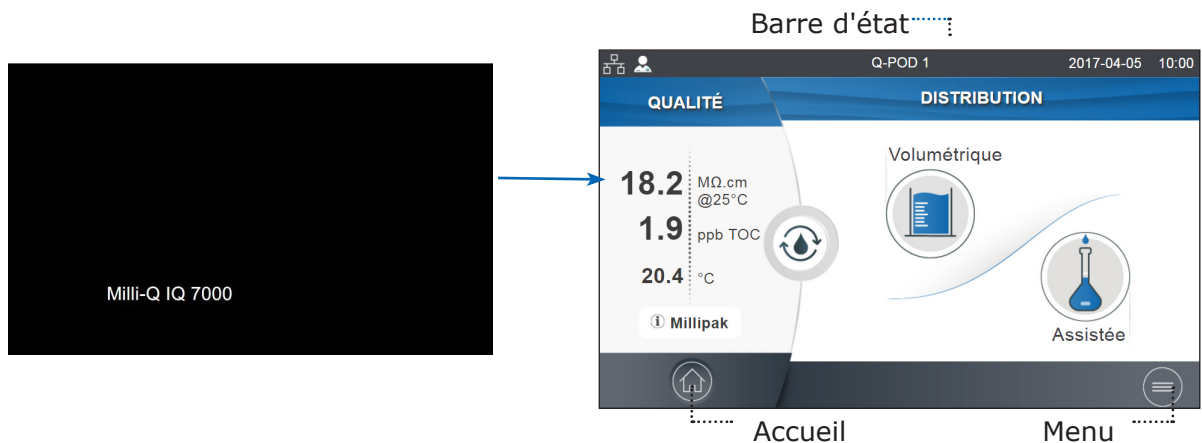 Barre d'état
Milli-Q IQ 7000
Q-POD 1 2017-04-05 10:00
QUALITÉ
DISTRIBUTION
18.2 MΩ.cm
@25°C
1.9 ppb TOC
20.4 °C
i Millipak
Volumétrique
Assistée
Accueil
Menu